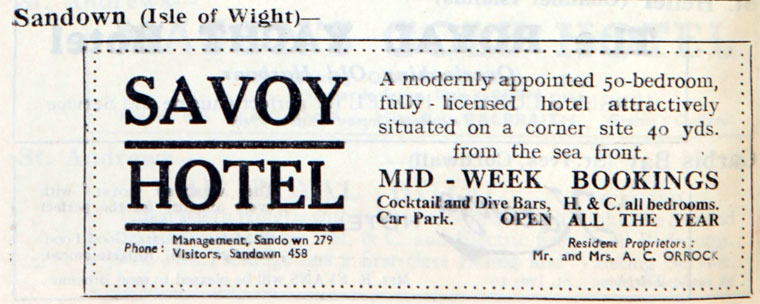 Sandown (Isle of Wight)—
SAVOY
HOTEL
Phone: Management, Sandown 279
Visitors, Sandown 458
A modernly appointed 50-bedroom,
fully-licensed hotel attractively
situated on a corner site 40 yds.
from the sea front
MID-WEEK BOOKINGS
Cocktail and Dive Bars, H. & C. all bedrooms.
Car Park. OPEN ALL THE YEAR
Resident Proprietors:
Mr. and Mrs. A. C. ORROCK